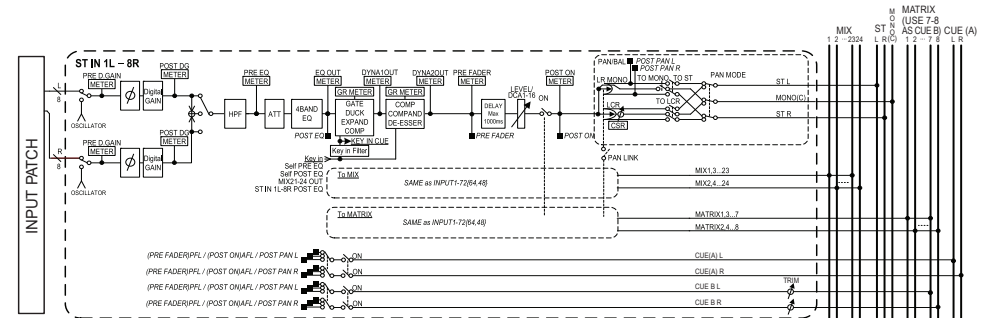 MONO(C)
MATRIX
(USE 7-8
AS CUE B)
MIX
ST
CUE (A)
1 2 ··· 2324
L R
1 2 ··· 7 8
L R
INPUT PATCH
ST IN 1L – 8R
L
8
PRE D.GAIN
METER
OSCILLATOR
Ø
Digital
GAIN
POST DG
METER
R
8
PRE D.GAIN
METER
OSCILLATOR
Ø
Digital
GAIN
POST DG
METER
HPF
PRE EQ
METER
ATT
4BAND
EQ
EQ OUT
METER
POST EQ
DYNA1OUT
METER
GR METER
GATE
DUCK
EXPAND
COMP
KEY IN CUE
Key in Filter
DYNA2OUT
METER
GR METER
COMP
COMPAND
DE-ESSER
Key in
Self PRE EQ
Self POST EQ
MIX21-24 OUT
ST IN 1L-8R POST EQ
PRE FADER
METER
PRE FADER
DELAY
Max
1000ms
LEVEL/
DCA1-16
ON
POST ON
METER
POST ON
PAN/BAL
POST PAN L
POST PAN R
LR MONO
TO MONO
TO ST
PAN MODE
LCR
TO LCR
CSR
PAN LINK
ST L
MONO(C)
ST R
To MIX
SAME as INPUT1-72{64,48}
MIX1,3...23
MIX2,4...24
To MATRIX
SAME as INPUT1-72{64,48}
MATRIX1,3...7
MATRIX2,4...8
(PRE FADER)PFL / (POST ON)AFL / POST PAN L
ON
CUE(A) L
(PRE FADER)PFL / (POST ON)AFL / POST PAN R
ON
CUE(A) R
(PRE FADER)PFL / (POST ON)AFL / POST PAN L
ON
CUE B L
TRIM
(PRE FADER)PFL / (POST ON)AFL / POST PAN R
ON
CUE B R